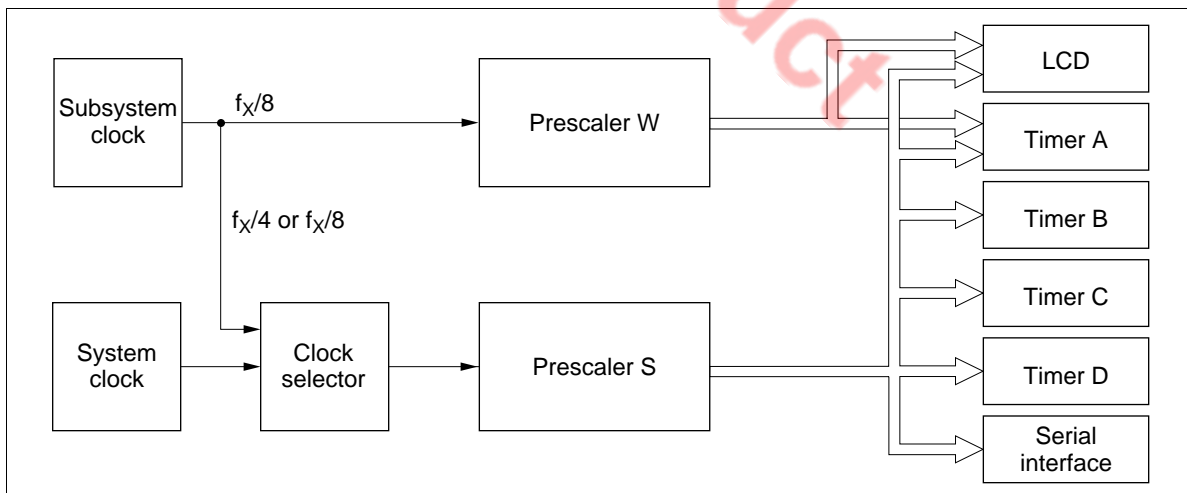 Subsystem
clock
fX/8
Prescaler W
fX/4 or fX/8
System
clock
Clock
selector
Prescaler S
LCD
Timer A
Timer B
Timer C
Timer D
Serial
interface